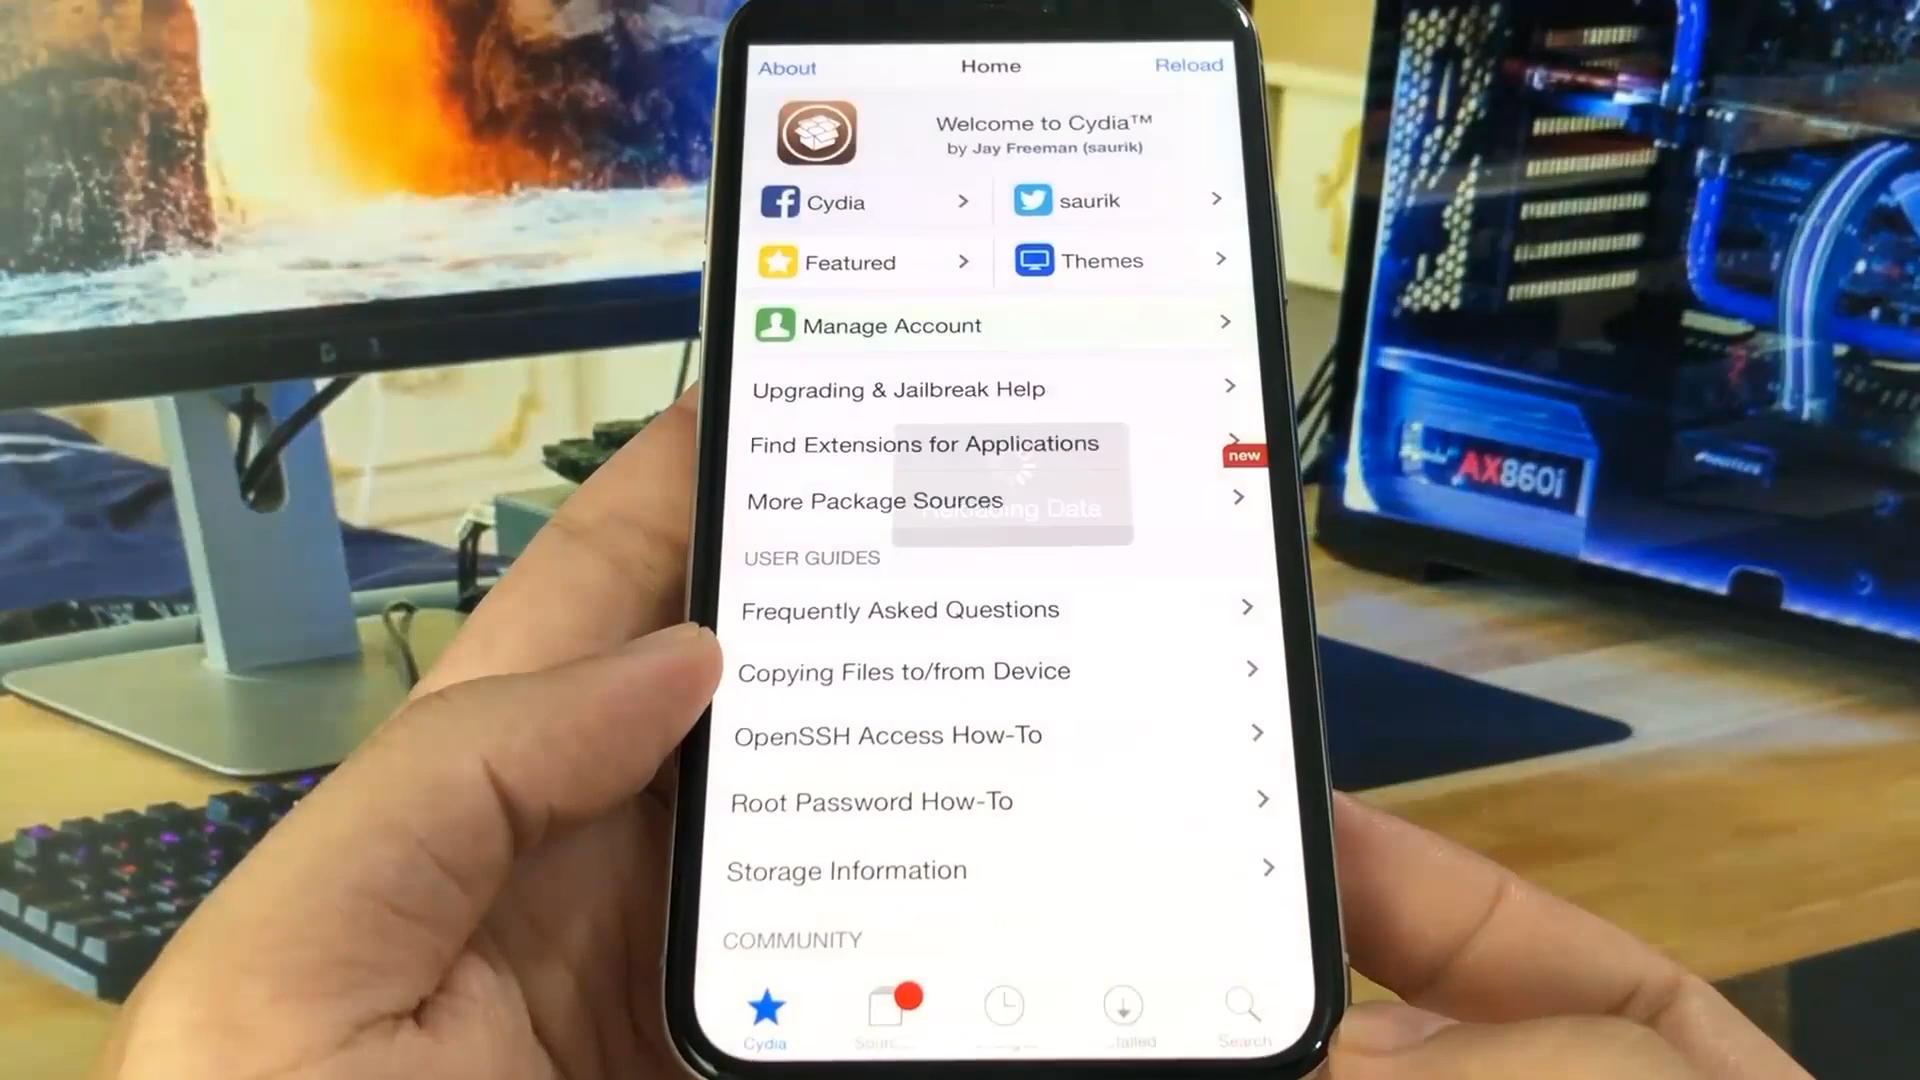 About Home Reload
Welcome to Cydia™
by Jay Freeman (saurik)
Cydia
saurik
Featured
Themes
Manage Account
Upgrading & Jailbreak Help
Find Extensions for Applications
new
More Package Sources
Reloading Data
USER GUIDES
Frequently Asked Questions
Copying Files to/from Device
OpenSSH Access How-To
Root Password How-To
Storage Information
COMMUNITY
Cydia
Search
AX860i